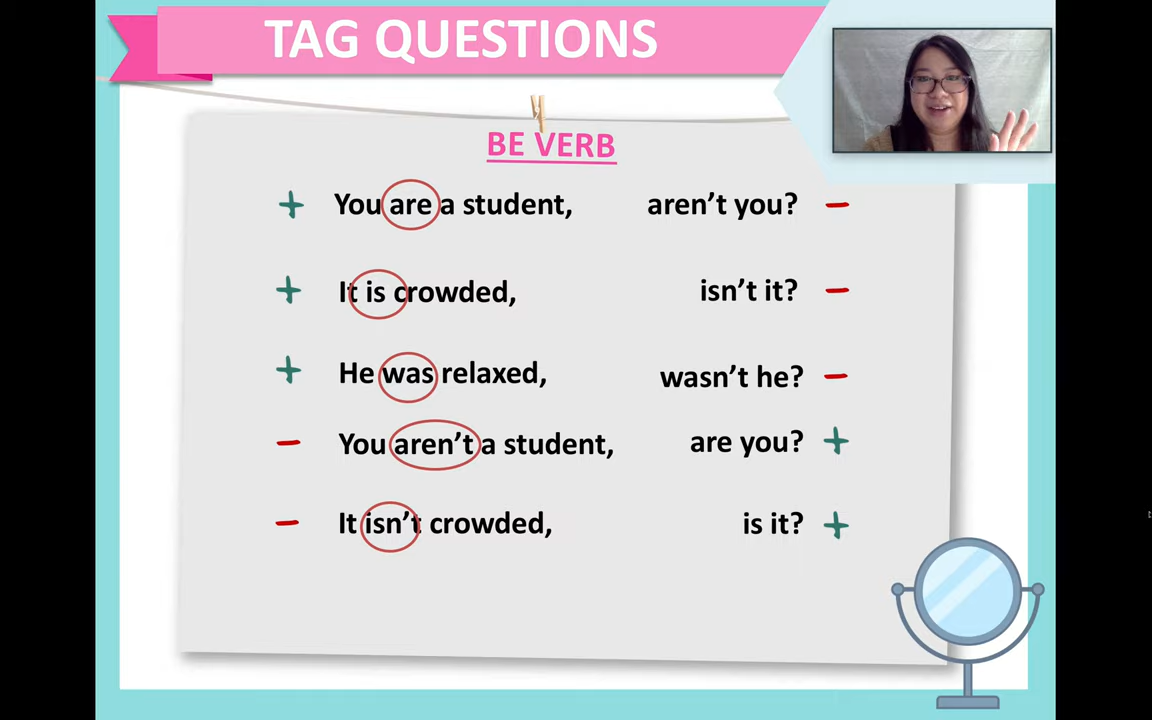 TAG QUESTIONS
BE VERB
+ You are a student, aren’t you? −
+ It is crowded, isn’t it? −
+ He was relaxed, wasn’t he? −
− You aren’t a student, are you? +
− It isn’t crowded, is it? +